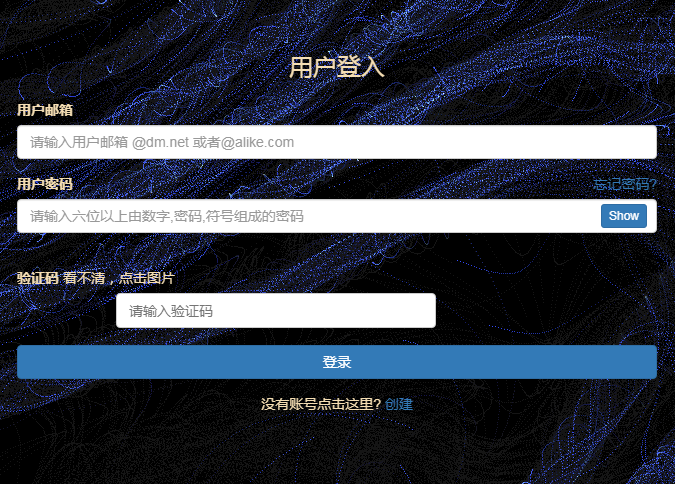 用户登入
用户邮箱
请输入用户邮箱 @dm.net 或者@alike.com
用户密码 忘记密码?
请输入六位以上由数字,密码,符号组成的密码 Show
验证码 看不清，点击图片
请输入验证码
登录
没有账号点击这里? 创建